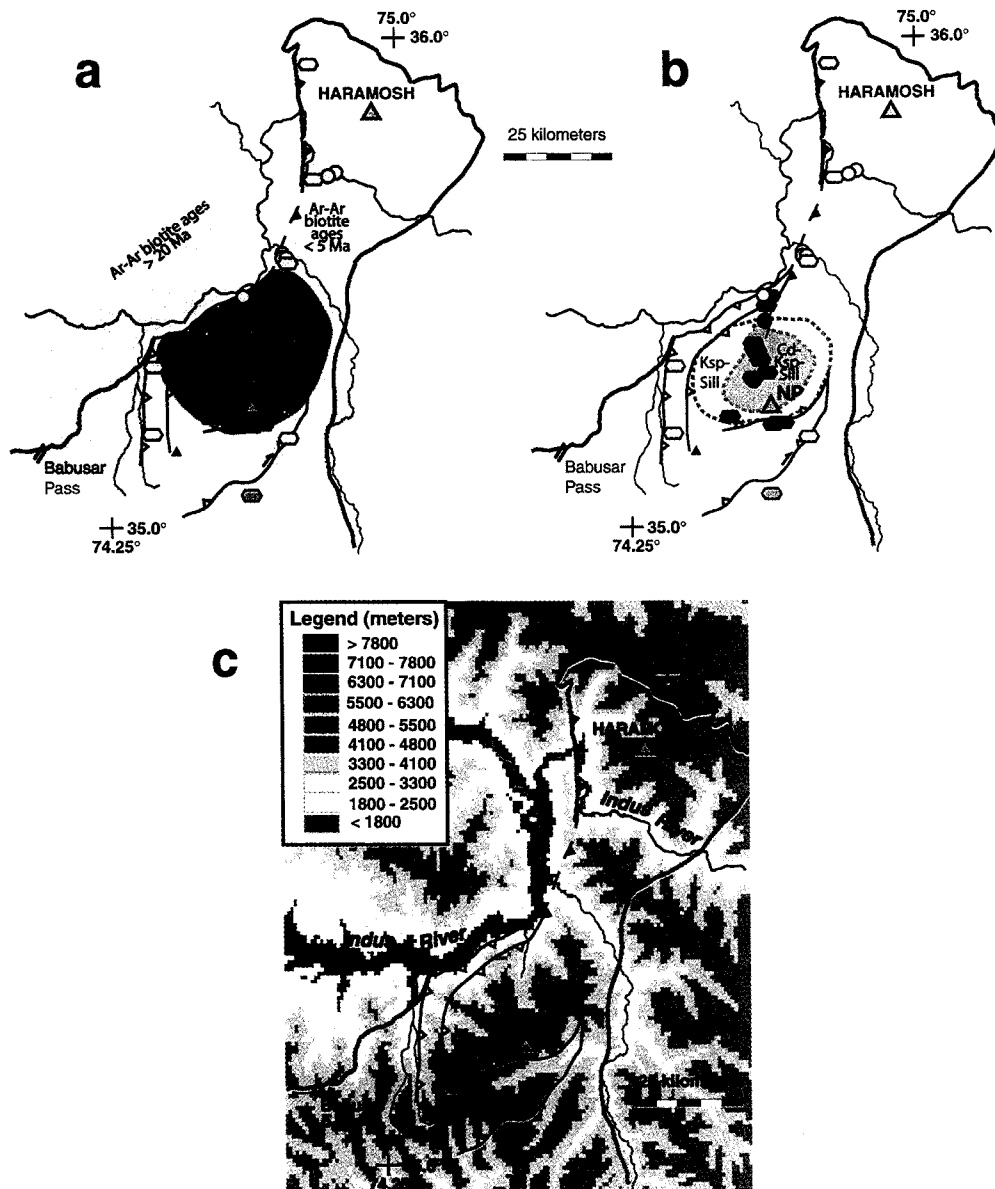 a
75.0°
36.0°
HARAMOSH
25 kilometers
Ar-Ar biotite ages
> 20 Ma
Ar-Ar
biotite
ages
< 5 Ma
Babusar
Pass
35.0°
74.25°
b
75.0°
36.0°
HARAMOSH
Ksp-
Sill
Cd-
Ksp-
Sill
NP
Babusar
Pass
35.0°
74.25°
c
Legend (meters)
> 7800
7100 - 7800
6300 - 7100
5500 - 6300
4800 - 5500
4100 - 4800
3300 - 4100
2500 - 3300
1800 - 2500
< 1800
Indus River
Indus River